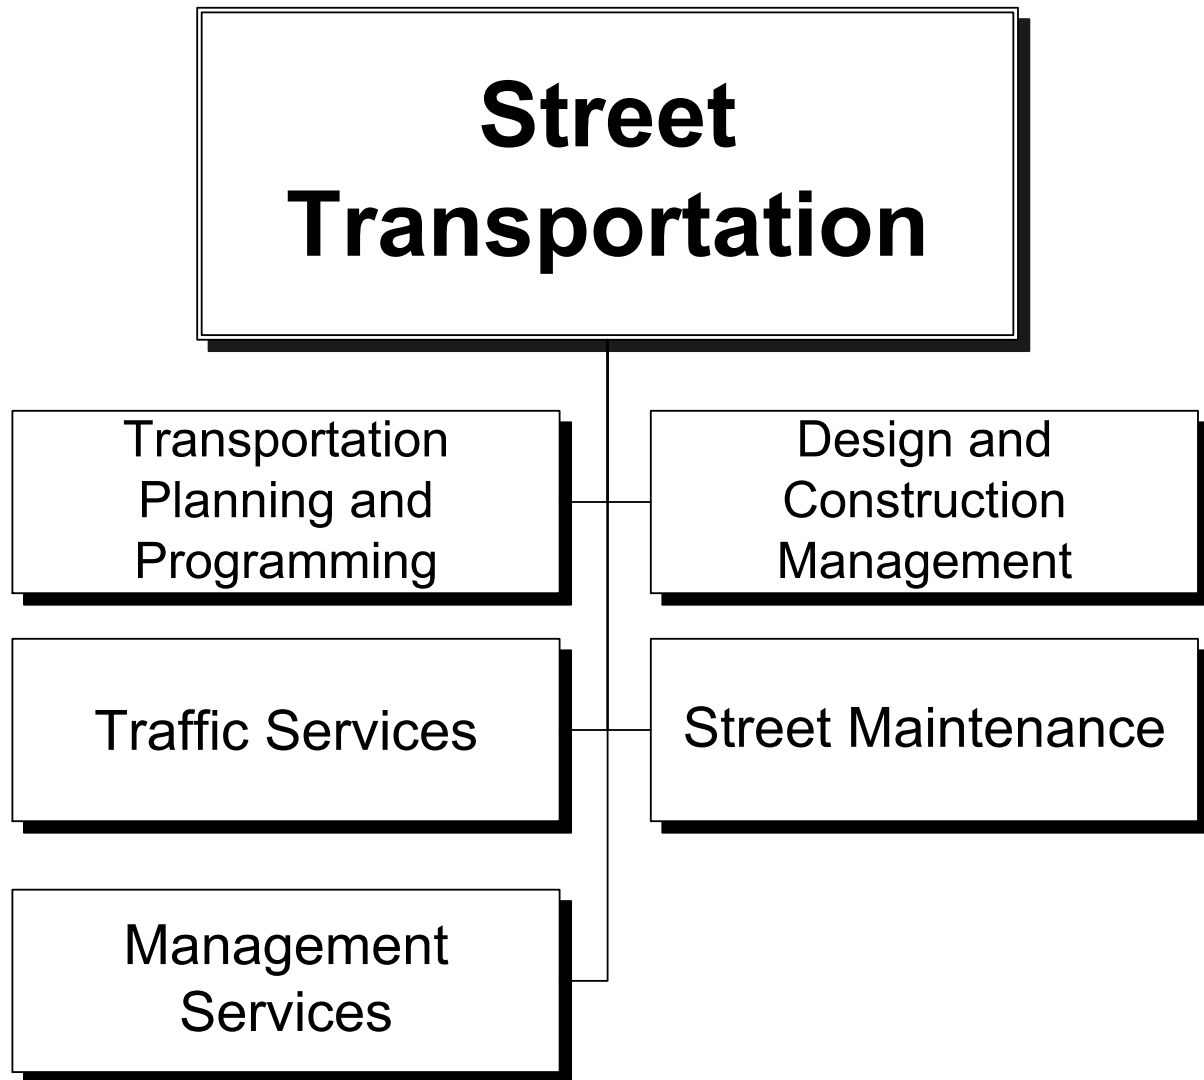 Street
Transportation
Transportation
Planning and
Programming
Design and
Construction
Management
Traffic Services
Street Maintenance
Management
Services